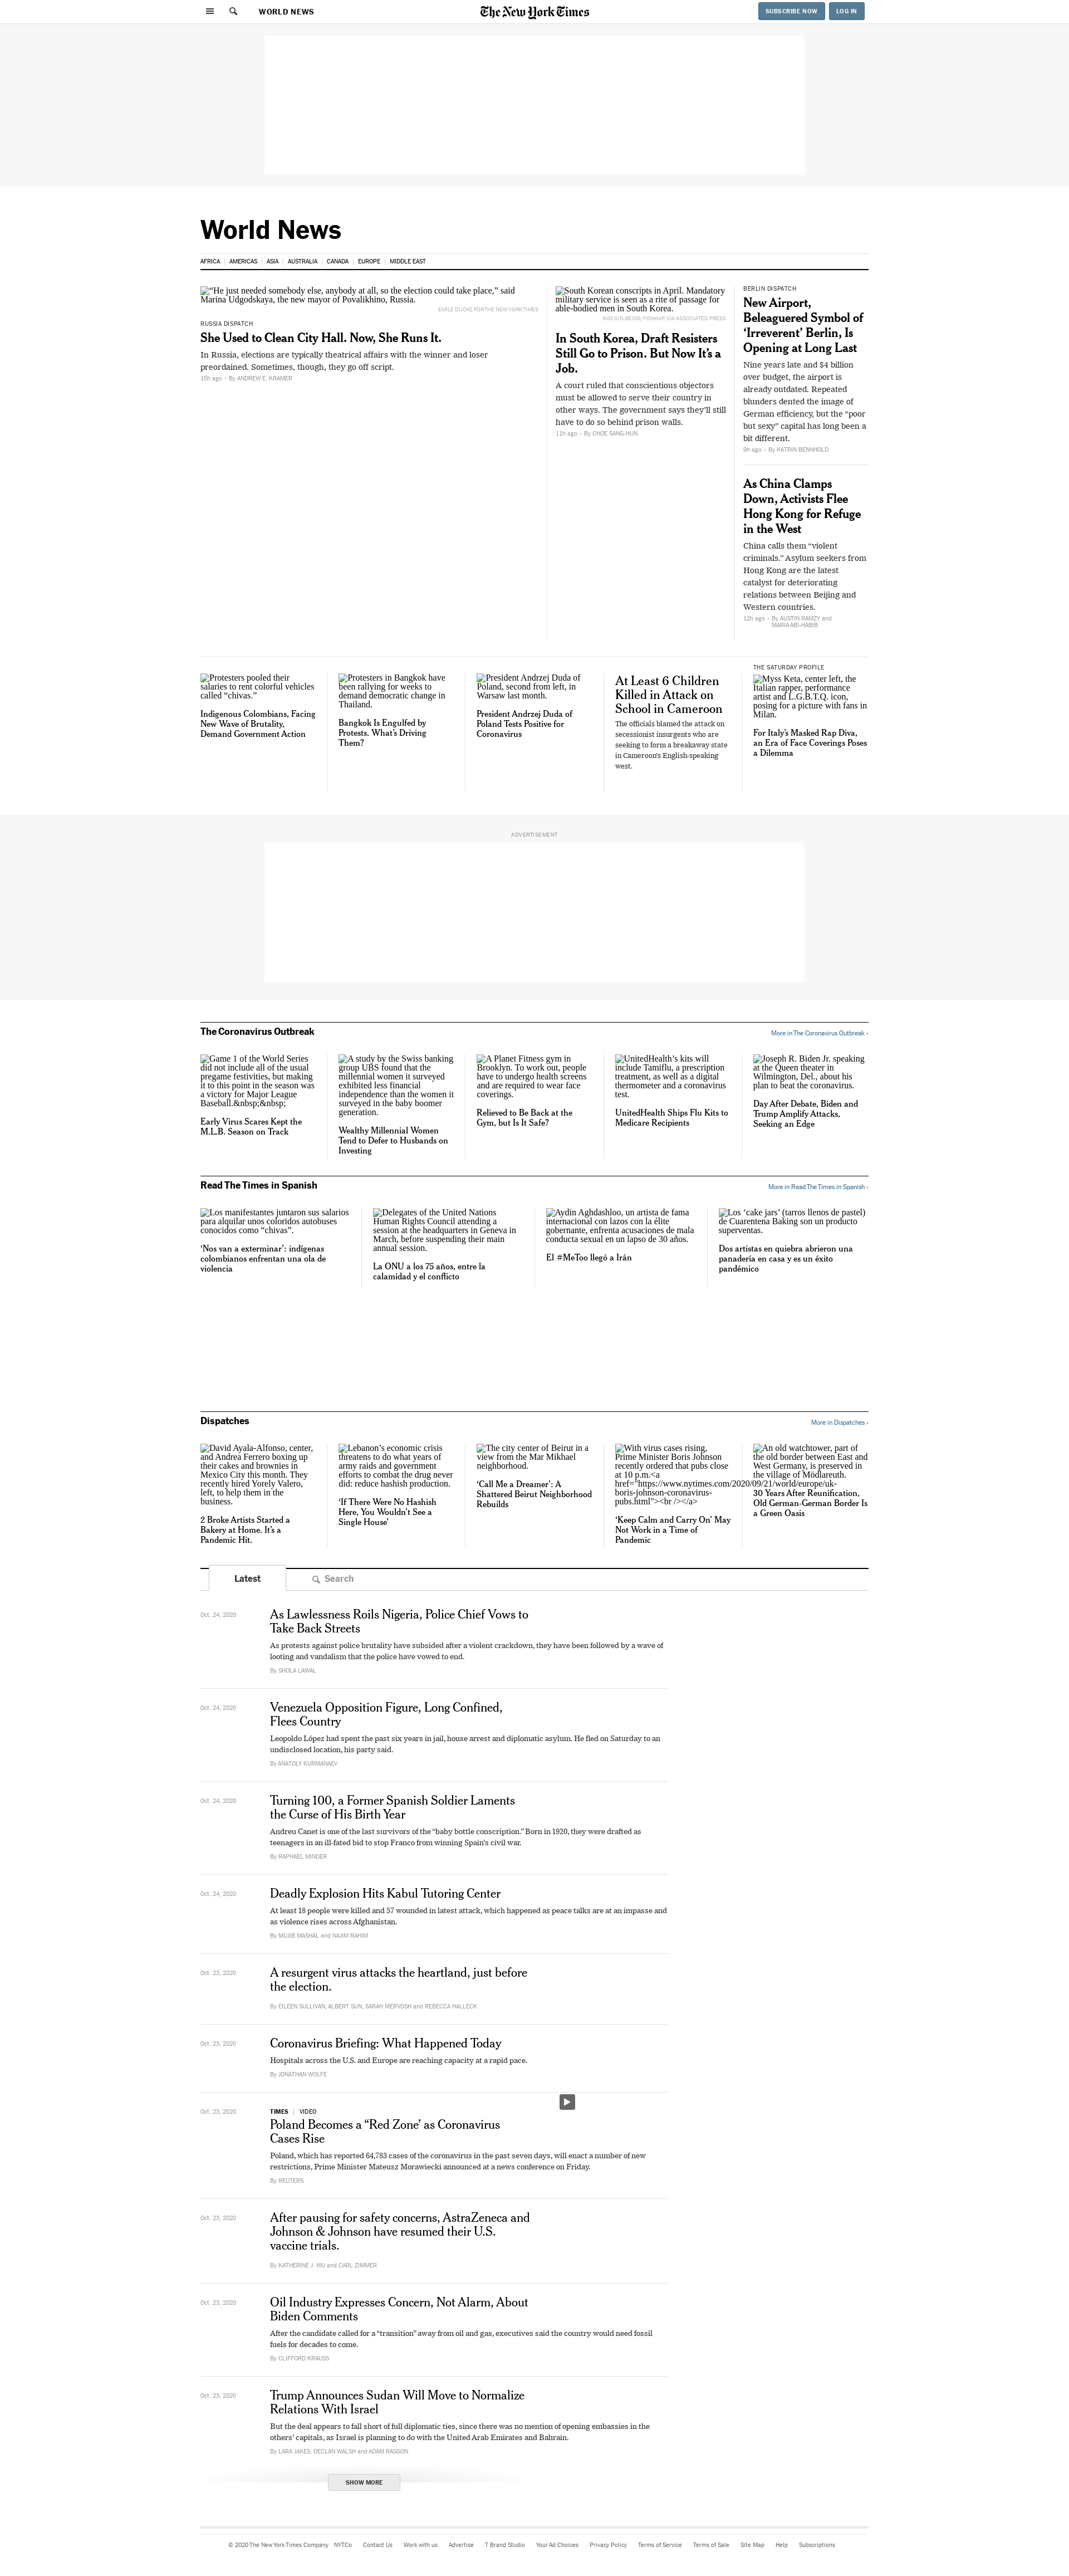 WORLD NEWS
The New York Times
SUBSCRIBE NOW
LOG IN
World News
AFRICA
AMERICAS
ASIA
AUSTRALIA
CANADA
EUROPE
MIDDLE EAST
“He just needed somebody else, anybody at all, so the election could take place,” said
Marina Udgodskaya, the new mayor of Povalikhino, Russia.
EMILE DUCKE FOR THE NEW YORK TIMES
RUSSIA DISPATCH
She Used to Clean City Hall. Now, She Runs It.
In Russia, elections are typically theatrical affairs with the winner and loser
preordained. Sometimes, though, they go off script.
15h ago · By ANDREW E. KRAMER
South Korean conscripts in April. Mandatory
military service is seen as a rite of passage for
able-bodied men in South Korea.
KIM JUN-BEOM/YONHAP, VIA ASSOCIATED PRESS
In South Korea, Draft Resisters
Still Go to Prison. But Now It’s a
Job.
A court ruled that conscientious objectors
must be allowed to serve their country in
other ways. The government says they’ll still
have to do so behind prison walls.
11h ago · By CHOE SANG-HUN
BERLIN DISPATCH
New Airport,
Beleaguered Symbol of
‘Irreverent’ Berlin, Is
Opening at Long Last
Nine years late and $4 billion
over budget, the airport is
already outdated. Repeated
blunders dented the image of
German efficiency, but the “poor
but sexy” capital has long been a
bit different.
9h ago · By KATRIN BENNHOLD
As China Clamps
Down, Activists Flee
Hong Kong for Refuge
in the West
China calls them “violent
criminals.” Asylum seekers from
Hong Kong are the latest
catalyst for deteriorating
relations between Beijing and
Western countries.
12h ago · By AUSTIN RAMZY and
MARIA ABI-HABIB
Protesters pooled their
salaries to rent colorful vehicles
called “chivas.”
Indigenous Colombians, Facing
New Wave of Brutality,
Demand Government Action
Protesters in Bangkok have
been rallying for weeks to
demand democratic change in
Thailand.
Bangkok Is Engulfed by
Protests. What’s Driving
Them?
President Andrzej Duda of
Poland, second from left, in
Warsaw last month.
President Andrzej Duda of
Poland Tests Positive for
Coronavirus
At Least 6 Children
Killed in Attack on
School in Cameroon
The officials blamed the attack on
secessionist insurgents who are
seeking to form a breakaway state
in Cameroon’s English-speaking
west.
THE SATURDAY PROFILE
Myss Keta, center left, the
Italian rapper, performance
artist and L.G.B.T.Q. icon,
posing for a picture with fans in
Milan.
For Italy’s Masked Rap Diva,
an Era of Face Coverings Poses
a Dilemma
ADVERTISEMENT
The Coronavirus Outbreak
More in The Coronavirus Outbreak ›
Game 1 of the World Series
did not include all of the usual
pregame festivities, but making
it to this point in the season was
a victory for Major League
Baseball.&nbsp;&nbsp;
Early Virus Scares Kept the
M.L.B. Season on Track
A study by the Swiss banking
group UBS found that the
millennial women it surveyed
exhibited less financial
independence than the women it
surveyed in the baby boomer
generation.
Wealthy Millennial Women
Tend to Defer to Husbands on
Investing
A Planet Fitness gym in
Brooklyn. To work out, people
have to undergo health screens
and are required to wear face
coverings.
Relieved to Be Back at the
Gym, but Is It Safe?
UnitedHealth’s kits will
include Tamiflu, a prescription
treatment, as well as a digital
thermometer and a coronavirus
test.
UnitedHealth Ships Flu Kits to
Medicare Recipients
Joseph R. Biden Jr. speaking
at the Queen theater in
Wilmington, Del., about his
plan to beat the coronavirus.
Day After Debate, Biden and
Trump Amplify Attacks,
Seeking an Edge
Read The Times in Spanish
More in Read The Times in Spanish ›
Los manifestantes juntaron sus salarios
para alquilar unos coloridos autobuses
conocidos como “chivas”.
‘Nos van a exterminar’: indígenas
colombianos enfrentan una ola de
violencia
Delegates of the United Nations
Human Rights Council attending a
session at the headquarters in Geneva in
March, before suspending their main
annual session.
La ONU a los 75 años, entre la
calamidad y el conflicto
Aydin Aghdashloo, un artista de fama
internacional con lazos con la élite
gobernante, enfrenta acusaciones de mala
conducta sexual en un lapso de 30 años.
El #MeToo llegó a Irán
Los ‘cake jars’ (tarros llenos de pastel)
de Cuarentena Baking son un producto
superventas.
Dos artistas en quiebra abrieron una
panadería en casa y es un éxito
pandémico
Dispatches
More in Dispatches ›
David Ayala-Alfonso, center,
and Andrea Ferrero boxing up
their cakes and brownies in
Mexico City this month. They
recently hired Yorely Valero,
left, to help them in the
business.
2 Broke Artists Started a
Bakery at Home. It’s a
Pandemic Hit.
Lebanon’s economic crisis
threatens to do what years of
army raids and government
efforts to combat the drug never
did: reduce hashish production.
‘If There Were No Hashish
Here, You Wouldn’t See a
Single House’
The city center of Beirut in a
view from the Mar Mikhael
neighborhood.
‘Call Me a Dreamer’: A
Shattered Beirut Neighborhood
Rebuilds
With virus cases rising,
Prime Minister Boris Johnson
recently ordered that pubs close
at 10 p.m.<a
href="https://www.nytimes.com/2020/09/21/world/europe/uk-
boris-johnson-coronavirus-
pubs.html"><br /></a>
‘Keep Calm and Carry On’ May
Not Work in a Time of
Pandemic
An old watchtower, part of
the old border between East and
West Germany, is preserved in
the village of Mödlareuth.
30 Years After Reunification,
Old German-German Border Is
a Green Oasis
Latest
Search
Oct. 24, 2020
As Lawlessness Roils Nigeria, Police Chief Vows to
Take Back Streets
As protests against police brutality have subsided after a violent crackdown, they have been followed by a wave of
looting and vandalism that the police have vowed to end.
By SHOLA LAWAL
Oct. 24, 2020
Venezuela Opposition Figure, Long Confined,
Flees Country
Leopoldo López had spent the past six years in jail, house arrest and diplomatic asylum. He fled on Saturday to an
undisclosed location, his party said.
By ANATOLY KURMANAEV
Oct. 24, 2020
Turning 100, a Former Spanish Soldier Laments
the Curse of His Birth Year
Andreu Canet is one of the last survivors of the “baby bottle conscription.” Born in 1920, they were drafted as
teenagers in an ill-fated bid to stop Franco from winning Spain’s civil war.
By RAPHAEL MINDER
Oct. 24, 2020
Deadly Explosion Hits Kabul Tutoring Center
At least 18 people were killed and 57 wounded in latest attack, which happened as peace talks are at an impasse and
as violence rises across Afghanistan.
By MUJIB MASHAL and NAJIM RAHIM
Oct. 23, 2020
A resurgent virus attacks the heartland, just before
the election.
By EILEEN SULLIVAN, ALBERT SUN, SARAH MERVOSH and REBECCA HALLECK
Oct. 23, 2020
Coronavirus Briefing: What Happened Today
Hospitals across the U.S. and Europe are reaching capacity at a rapid pace.
By JONATHAN WOLFE
Oct. 23, 2020
TIMES | VIDEO
Poland Becomes a “Red Zone’ as Coronavirus
Cases Rise
Poland, which has reported 64,783 cases of the coronavirus in the past seven days, will enact a number of new
restrictions, Prime Minister Mateusz Morawiecki announced at a news conference on Friday.
By REUTERS
Oct. 23, 2020
After pausing for safety concerns, AstraZeneca and
Johnson & Johnson have resumed their U.S.
vaccine trials.
By KATHERINE J. WU and CARL ZIMMER
Oct. 23, 2020
Oil Industry Expresses Concern, Not Alarm, About
Biden Comments
After the candidate called for a “transition” away from oil and gas, executives said the country would need fossil
fuels for decades to come.
By CLIFFORD KRAUSS
Oct. 23, 2020
Trump Announces Sudan Will Move to Normalize
Relations With Israel
But the deal appears to fall short of full diplomatic ties, since there was no mention of opening embassies in the
others’ capitals, as Israel is planning to do with the United Arab Emirates and Bahrain.
By LARA JAKES, DECLAN WALSH and ADAM RASGON
SHOW MORE
© 2020 The New York Times Company NYTCo Contact Us Work with us Advertise T Brand Studio Your Ad Choices Privacy Policy Terms of Service Terms of Sale Site Map Help Subscriptions